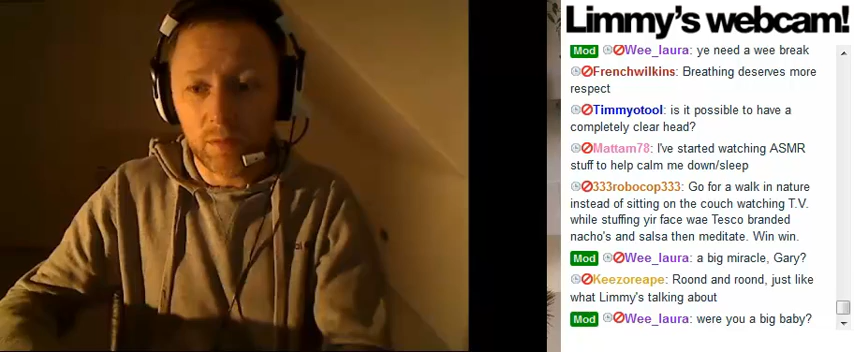 Limmy's webcam!
Mod Wee_laura: ye need a wee break
Frenchwilkins: Breathing deserves more
respect
Timmyotool: is it possible to have a
completely clear head?
Mattam78: I've started watching ASMR
stuff to help calm me down/sleep
333robocop333: Go for a walk in nature
instead of sitting on the couch watching T.V.
while stuffing yir face wae Tesco branded
nacho's and salsa then meditate. Win win.
Mod Wee_laura: a big miracle, Gary?
Keezoreape: Roond and roond, just like
what Limmy's talking about
Mod Wee_laura: were you a big baby?